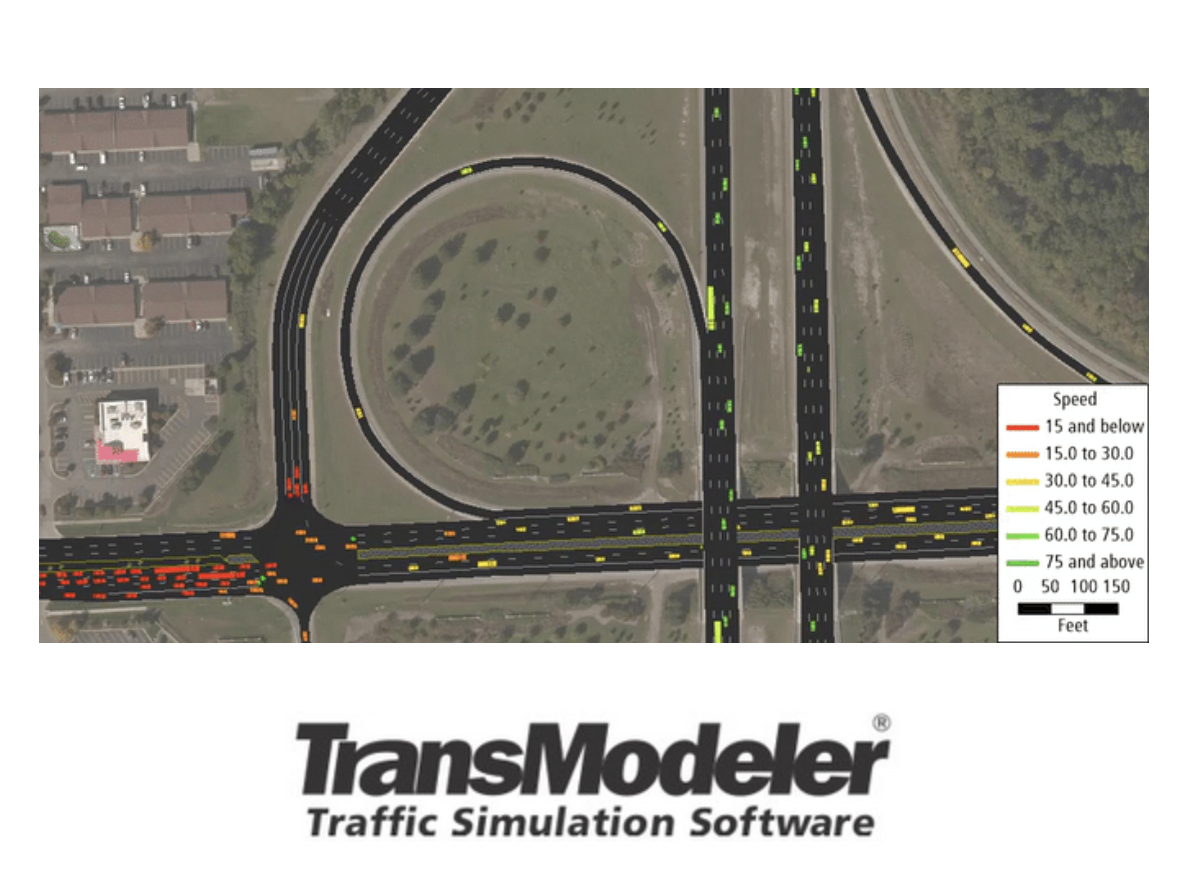 Speed
15 and below
15.0 to 30.0
30.0 to 45.0
45.0 to 60.0
60.0 to 75.0
75 and above
0 50 100 150
Feet
TransModeler®
Traffic Simulation Software